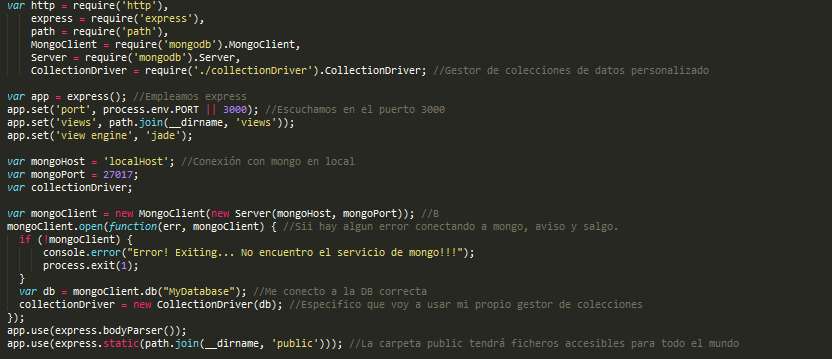 var http = require('http'),
    express = require('express'),
    path = require('path'),
    MongoClient = require('mongodb').MongoClient,
    Server = require('mongodb').Server,
    CollectionDriver = require('./collectionDriver').CollectionDriver; //Gestor de colecciones de datos personalizado

var app = express(); //Empleamos express
app.set('port', process.env.PORT || 3000); //Escuchamos en el puerto 3000
app.set('views', path.join(__dirname, 'views'));
app.set('view engine', 'jade');

var mongoHost = 'localHost'; //Conexión con mongo en local
var mongoPort = 27017;
var collectionDriver;

var mongoClient = new MongoClient(new Server(mongoHost, mongoPort)); //B
mongoClient.open(function(err, mongoClient) { //Sii hay algun error conectando a mongo, aviso y salgo.
  if (!mongoClient) {
      console.error("Error! Exiting... No encuentro el servicio de mongo!!!");
      process.exit(1);
  }
  var db = mongoClient.db("MyDatabase"); //Me conecto a la DB correcta
  collectionDriver = new CollectionDriver(db); //Especifico que voy a usar mi propio gestor de colecciones
});
app.use(express.bodyParser());
app.use(express.static(path.join(__dirname, 'public'))); //La carpeta public tendrá ficheros accesibles para todo el mundo